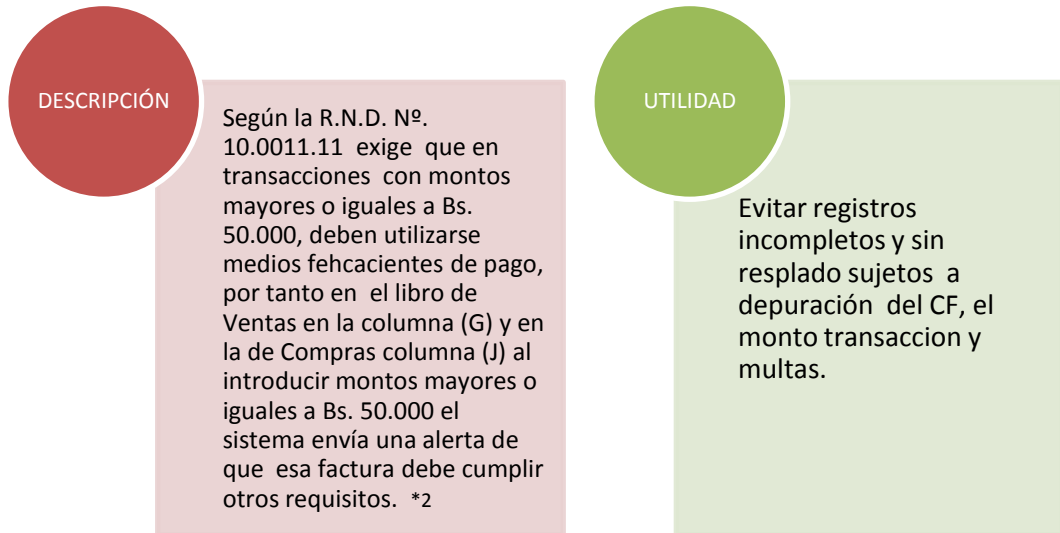 DESCRIPCIÓN
Según la R.N.D. Nº.
10.0011.11 exige que en
transacciones con montos
mayores o iguales a Bs.
50.000, deben utilizarse
medios fehcacientes de pago,
por tanto en el libro de
Ventas en la columna (G) y en
la de Compras columna (J) al
introducir montos mayores o
iguales a Bs. 50.000 el
sistema envía una alerta de
que esa factura debe cumplir
otros requisitos. *2
UTILIDAD
Evitar registros
incompletos y sin
resplado sujetos a
depuración del CF, el
monto transaccion y
multas.